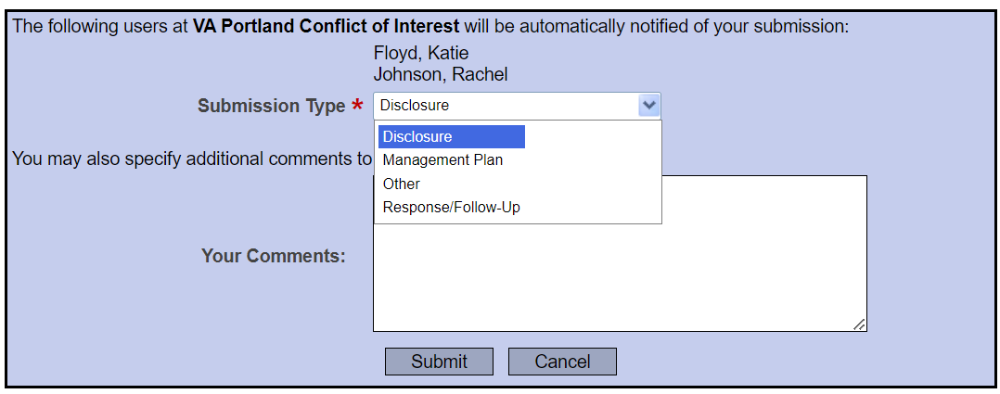 The following users at VA Portland Conflict of Interest will be automatically notified of your submission:
Floyd, Katie
Johnson, Rachel
Submission Type * Disclosure
Disclosure
Management Plan
Other
Response/Follow-Up
You may also specify additional comments to
Your Comments:
Submit Cancel